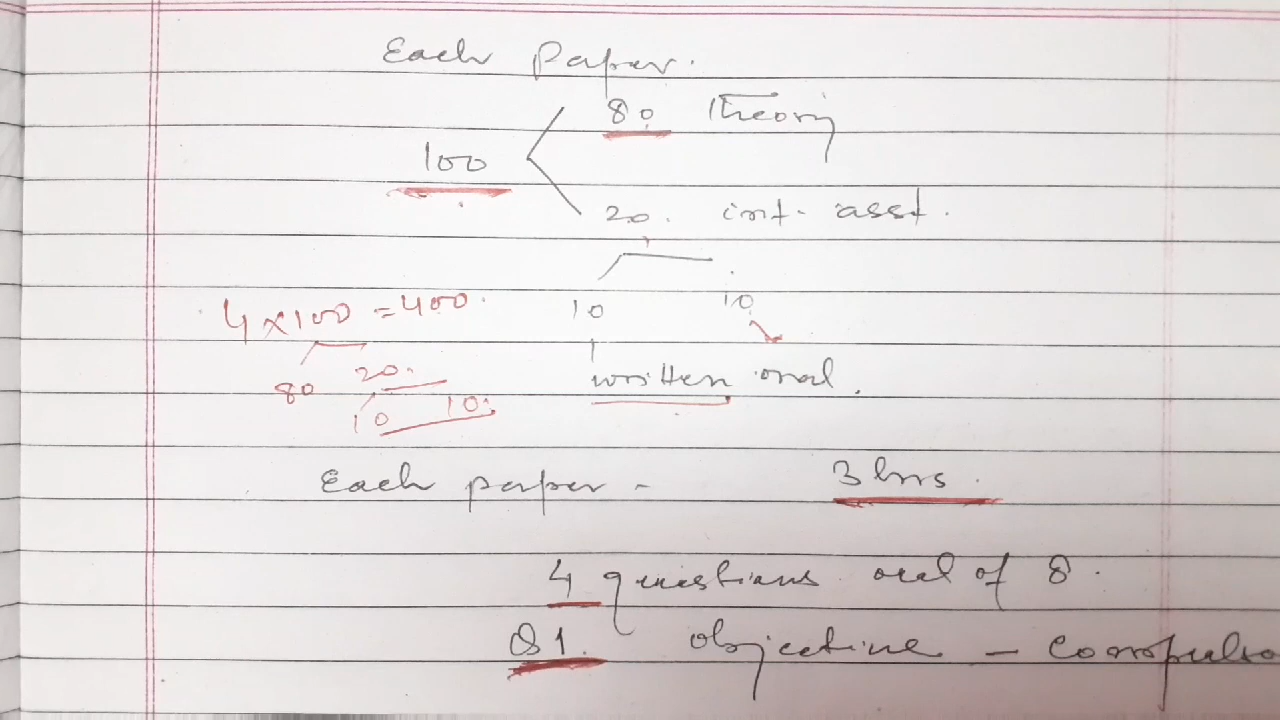 Each Paper.
80 Theory
100
20. int. asst.
4 x 100 = 400.
10 10
80 20. written oral.
10 10.
Each paper - 3 hrs.
4 questions out of 8.
Q1. objective - Compulso